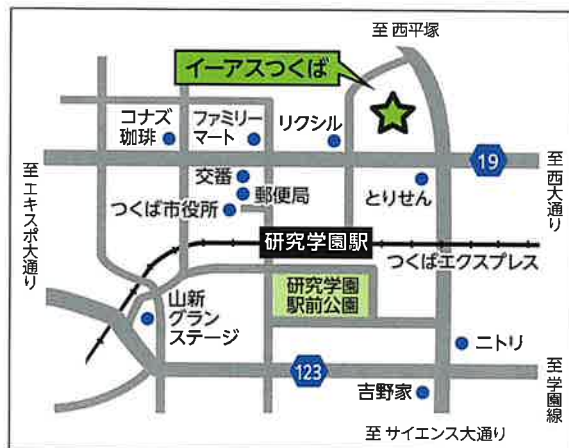 至 西平塚
イーアスつくば
コナズ
珈琲
ファミリー
マート
リクシル
19
至 エキスポ大通り
至 西大通り
交番
郵便局
つくば市役所
とりせん
研究学園駅
つくばエクスプレス
研究学園
駅前公園
山新
グラン
ステージ
ニトリ
123
吉野家
至 学園線
至 サイエンス大通り